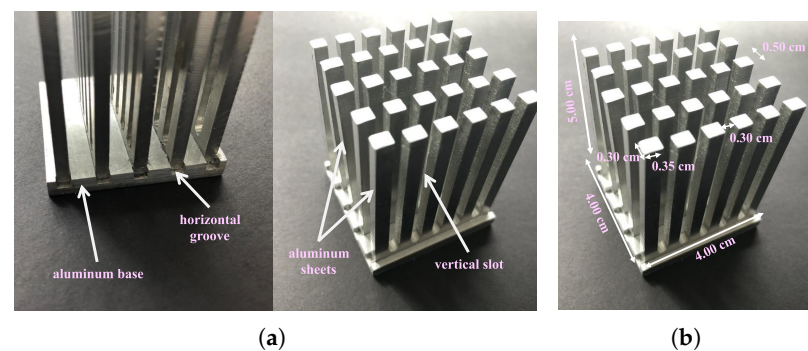 horizontal
groove
aluminum base
aluminum
sheets
vertical slot
(a)
0.50 cm
5.00 cm
0.30 cm
0.30 cm
0.35 cm
4.00 cm
4.00 cm
(b)